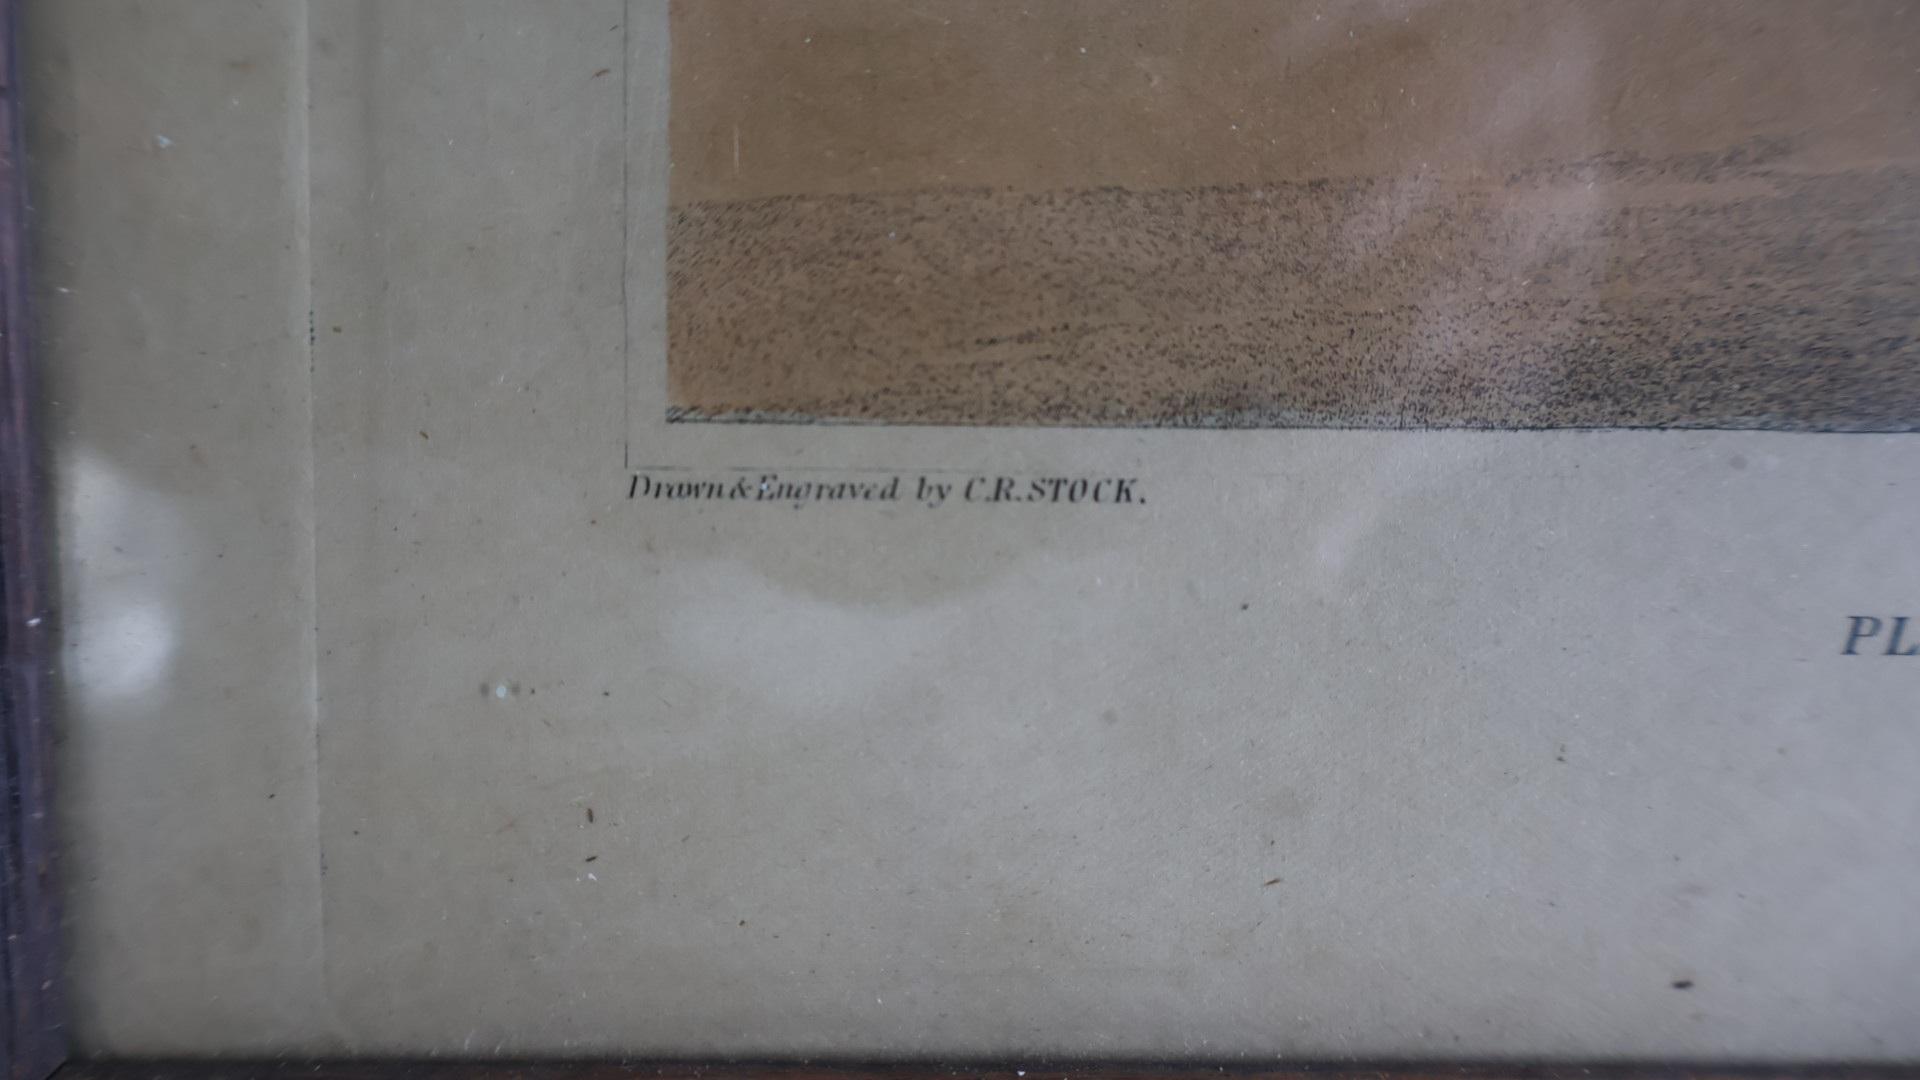 Drawn & Engraved by C.R. STOCK.
PL